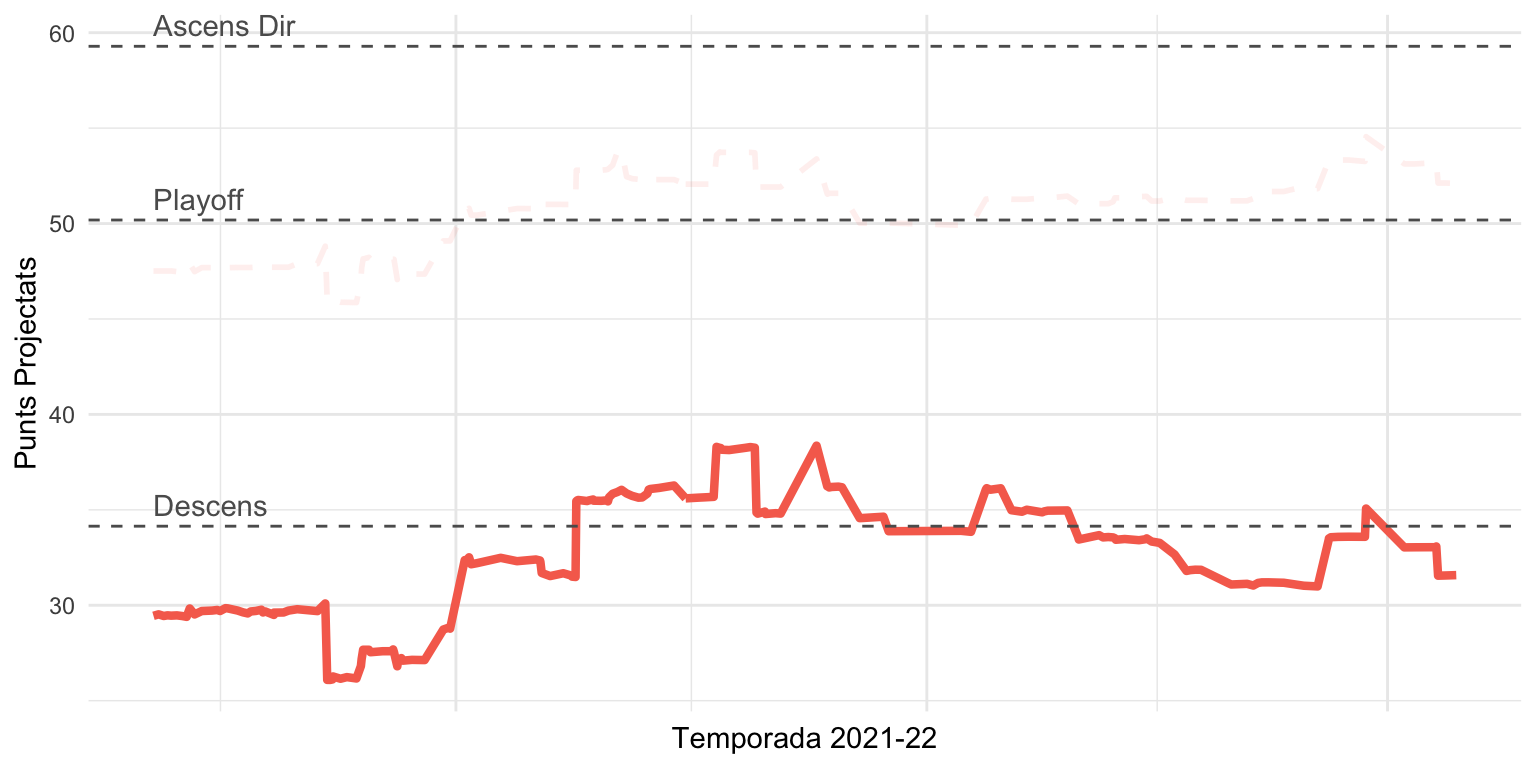 Ascens Dir
60
Playoff
50
Punts Projectats
40
Descens
30
Temporada 2021-22